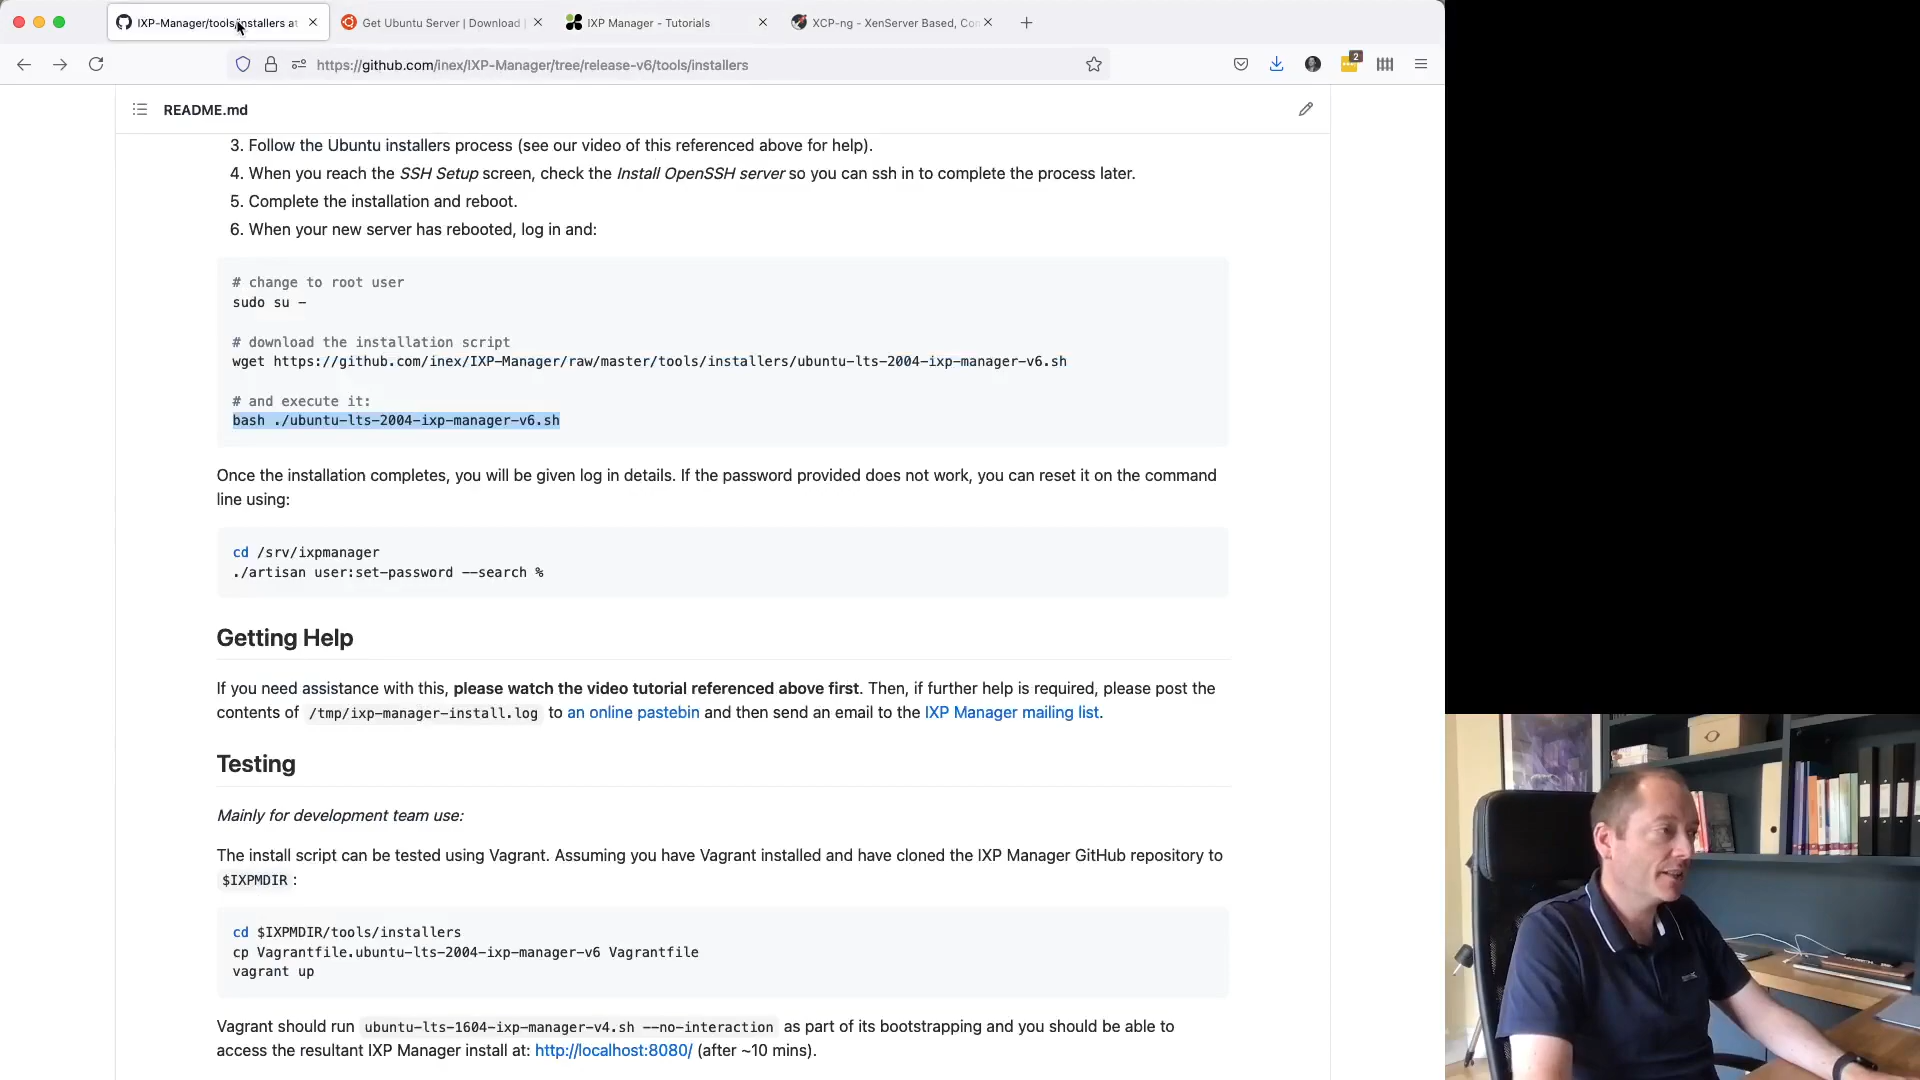 IXP-Manager/tools/installers at
Get Ubuntu Server | Download
IXP Manager - Tutorials
XCP-ng - XenServer Based, Con
https://github.com/inex/IXP-Manager/tree/release-v6/tools/installers
2
README.md
3. Follow the Ubuntu installers process (see our video of this referenced above for help).
4. When you reach the SSH Setup screen, check the Install OpenSSH server so you can ssh in to complete the process later.
5. Complete the installation and reboot.
6. When your new server has rebooted, log in and:
# change to root user
sudo su -
# download the installation script
wget https://github.com/inex/IXP-Manager/raw/master/tools/installers/ubuntu-lts-2004-ixp-manager-v6.sh
# and execute it:
bash ./ubuntu-lts-2004-ixp-manager-v6.sh
Once the installation completes, you will be given log in details. If the password provided does not work, you can reset it on the command
line using:
cd /srv/ixpmanager
./artisan user:set-password --search %
Getting Help
If you need assistance with this, please watch the video tutorial referenced above first. Then, if further help is required, please post the
contents of /tmp/ixp-manager-install.log to an online pastebin and then send an email to the IXP Manager mailing list.
Testing
Mainly for development team use:
The install script can be tested using Vagrant. Assuming you have Vagrant installed and have cloned the IXP Manager GitHub repository to
$IXPMDIR :
cd $IXPMDIR/tools/installers
cp Vagrantfile.ubuntu-lts-2004-ixp-manager-v6 Vagrantfile
vagrant up
Vagrant should run ubuntu-lts-1604-ixp-manager-v4.sh --no-interaction as part of its bootstrapping and you should be able to
access the resultant IXP Manager install at: http://localhost:8080/ (after ~10 mins).